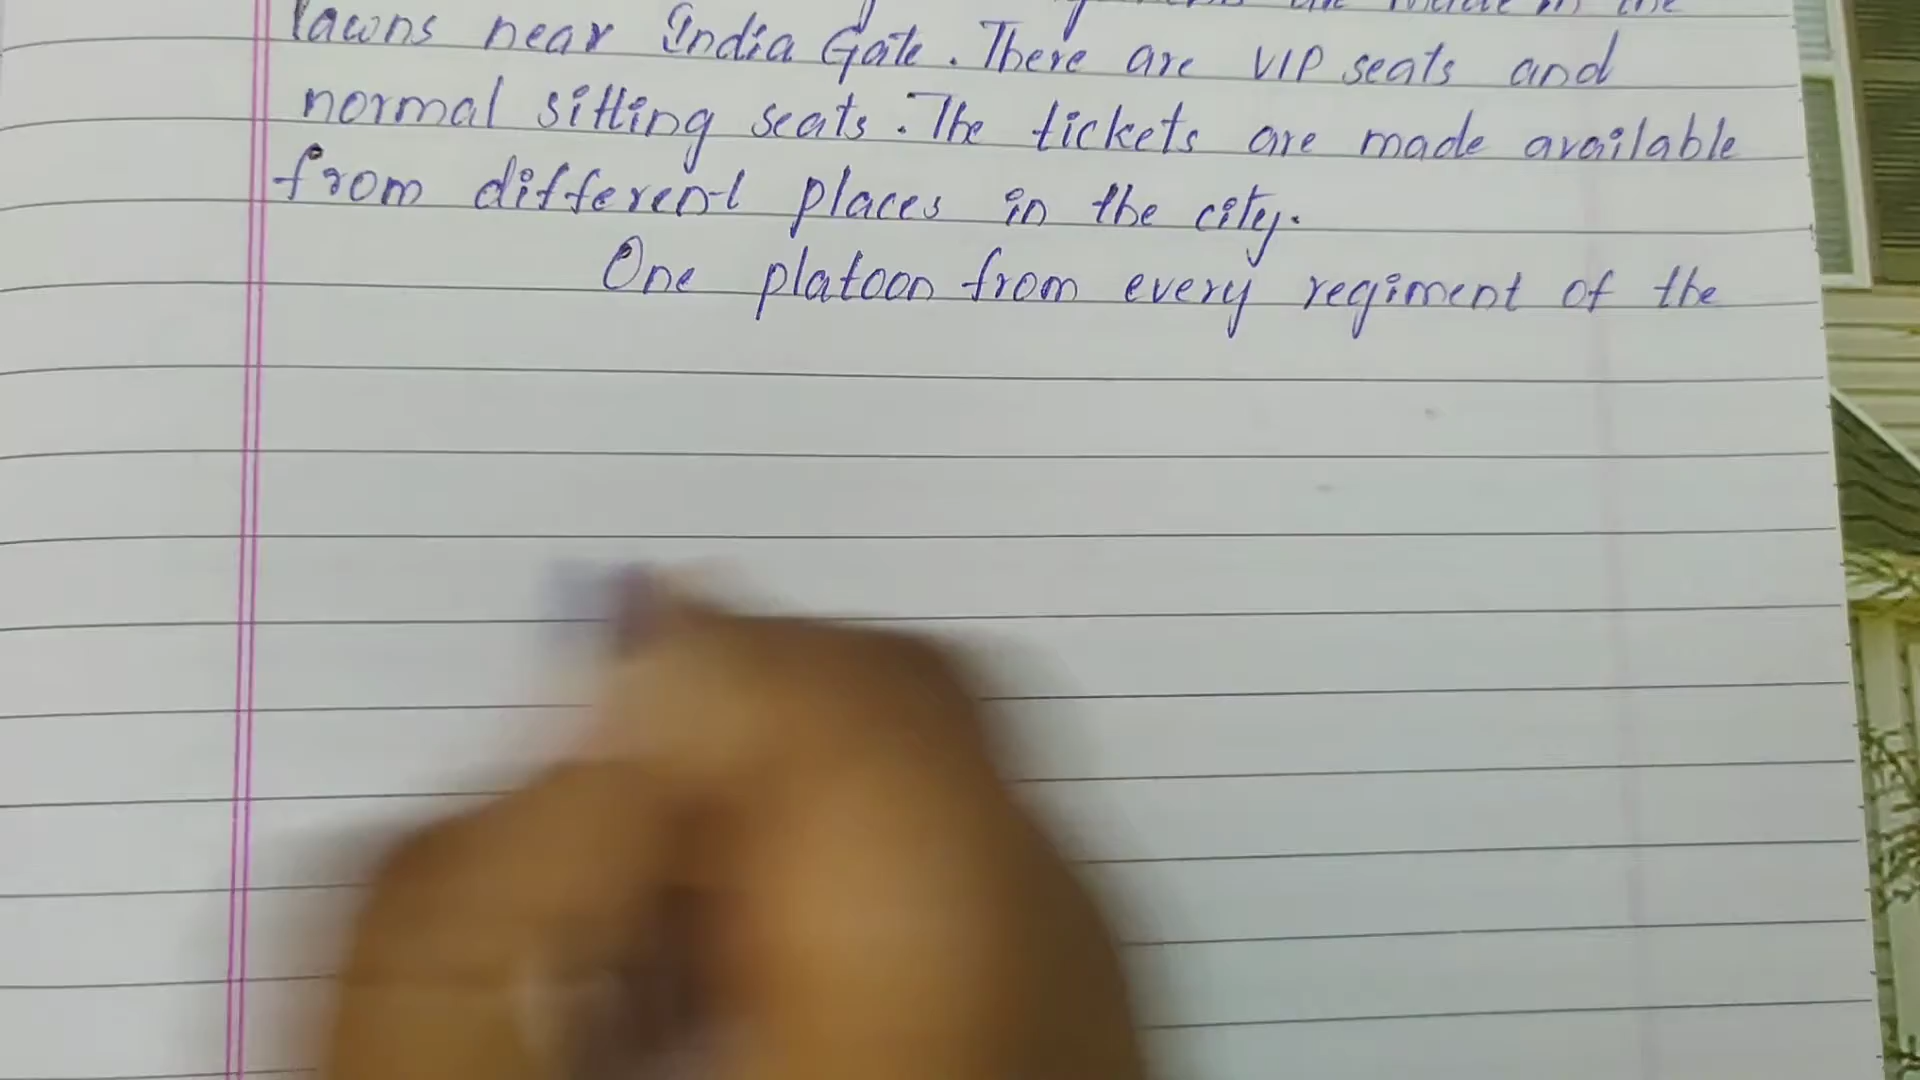 the
lawns near India Gate. There are VIP seats and
normal sitting seats. The tickets are made available
from different places in the city.
One platoon from every regiment of the